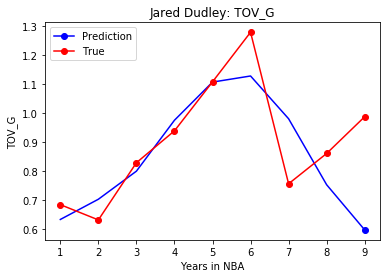 Jared Dudley: TOV_G
Prediction
True
TOV_G
1.3
1.2
1.1
1.0
0.9
0.8
0.7
0.6
1 2 3 4 5 6 7 8 9
Years in NBA